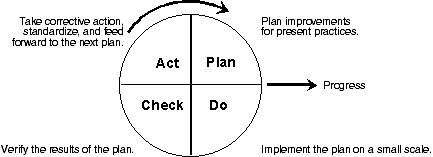 Take corrective action,
standardize, and feed
forward to the next plan.
Plan improvements
for present practices.
Act
Plan
Progress
Check
Do
Verify the results of the plan.
Implement the plan on a small scale.